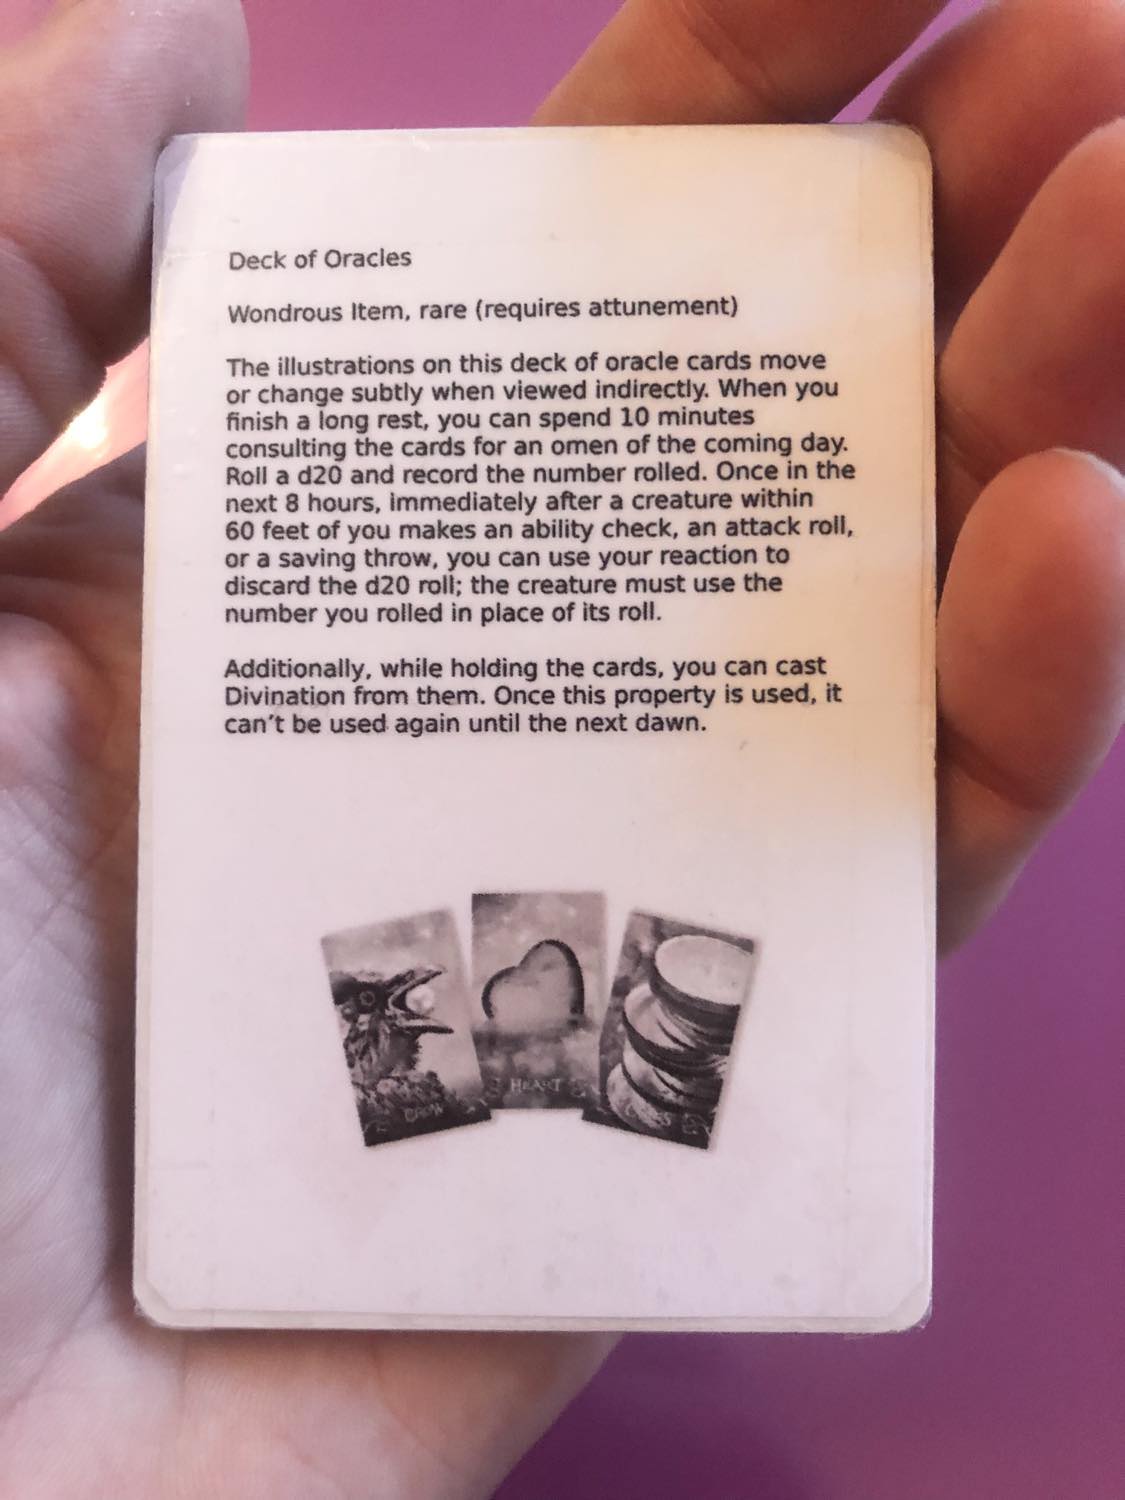 Deck of Oracles
Wondrous Item, rare (requires attunement)
The illustrations on this deck of oracle cards move
or change subtly when viewed indirectly. When you
finish a long rest, you can spend 10 minutes
consulting the cards for an omen of the coming day.
Roll a d20 and record the number rolled. Once in the
next 8 hours, immediately after a creature within
60 feet of you makes an ability check, an attack roll,
or a saving throw, you can use your reaction to
discard the d20 roll; the creature must use the
number you rolled in place of its roll.
Additionally, while holding the cards, you can cast
Divination from them. Once this property is used, it
can't be used again until the next dawn.
CROW
HEART